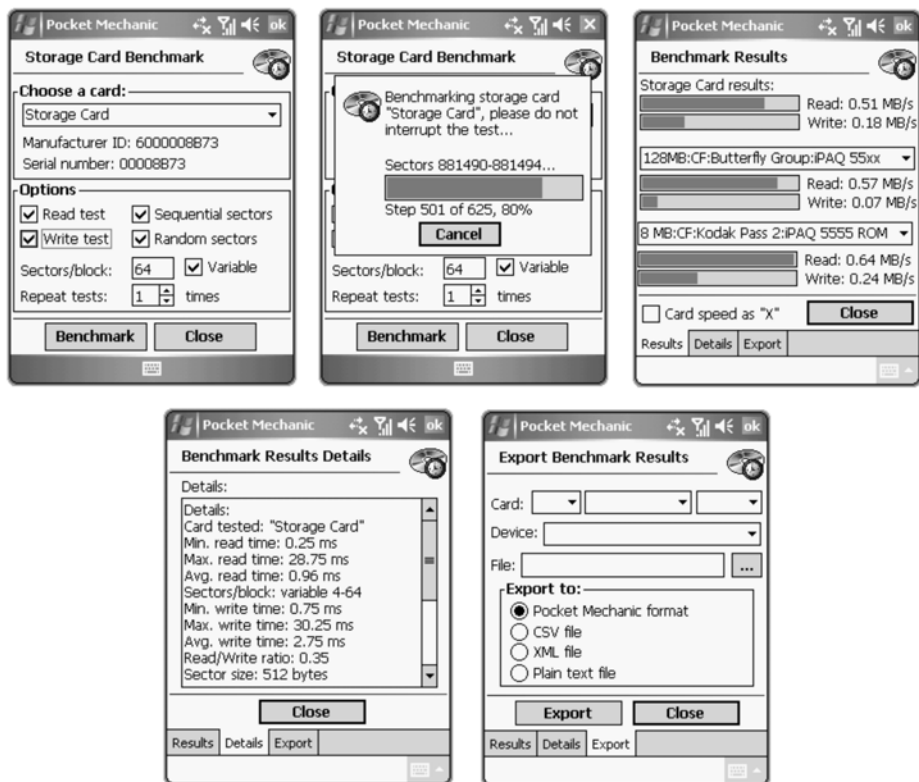 Pocket Mechanic ok
Storage Card Benchmark
Choose a card:
Storage Card
Manufacturer ID: 6000008B73
Serial number: 00008B73
Options
Read test Sequential sectors
Write test Random sectors
Sectors/block: 64 Variable
Repeat tests: 1 times
Benchmark Close
Pocket Mechanic
Storage Card Benchmark
Benchmarking storage card
"Storage Card", please do not
interrupt the test...
Sectors 881490-881494...
Step 501 of 625, 80%
Cancel
Sectors/block: 64 Variable
Repeat tests: 1 times
Benchmark Close
Pocket Mechanic ok
Benchmark Results
Storage Card results:
Read: 0.51 MB/s
Write: 0.18 MB/s
128MB:CF:Butterfly Group:iPAQ 55xx
Read: 0.57 MB/s
Write: 0.07 MB/s
8 MB:CF:Kodak Pass 2:iPAQ 5555 ROM
Read: 0.64 MB/s
Write: 0.24 MB/s
Card speed as "X" Close
Results Details Export
Pocket Mechanic ok
Benchmark Results Details
Details:
Details:
Card tested: "Storage Card"
Min. read time: 0.25 ms
Max. read time: 28.75 ms
Avg. read time: 0.96 ms
Sectors/block: variable 4-64
Min. write time: 0.75 ms
Max. write time: 30.25 ms
Avg. write time: 2.75 ms
Read/Write ratio: 0.35
Sector size: 512 bytes
Close
Results Details Export
Pocket Mechanic ok
Export Benchmark Results
Card:
Device:
File: ...
Export to:
Pocket Mechanic format
CSV file
XML file
Plain text file
Export Close
Results Details Export